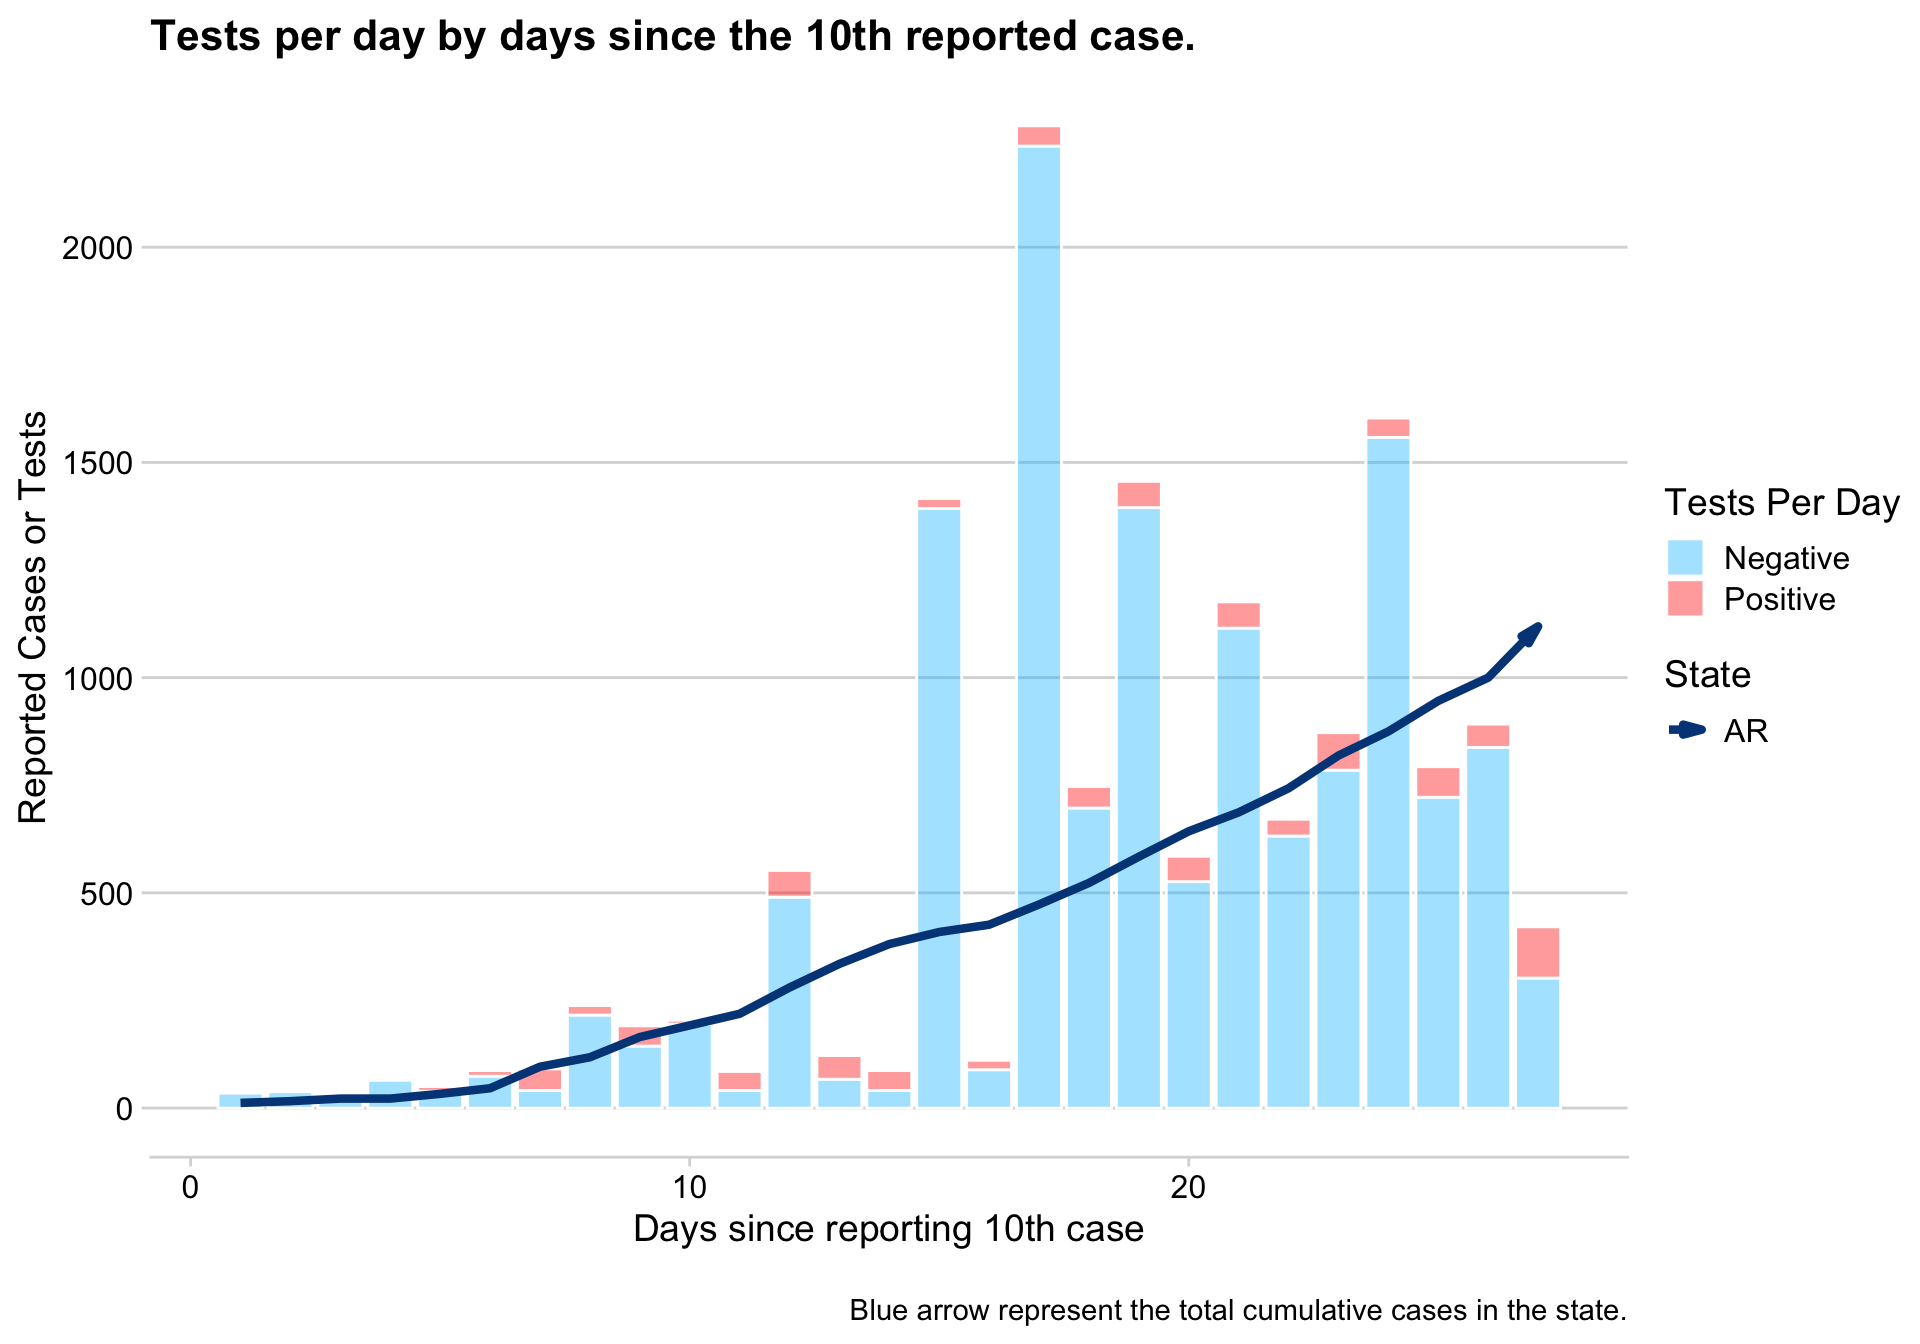 Tests per day by days since the 10th reported case.
Reported Cases or Tests
2000
1500
1000
500
0
0
10
20
Days since reporting 10th case
Tests Per Day
Negative
Positive
State
AR
Blue arrow represent the total cumulative cases in the state.